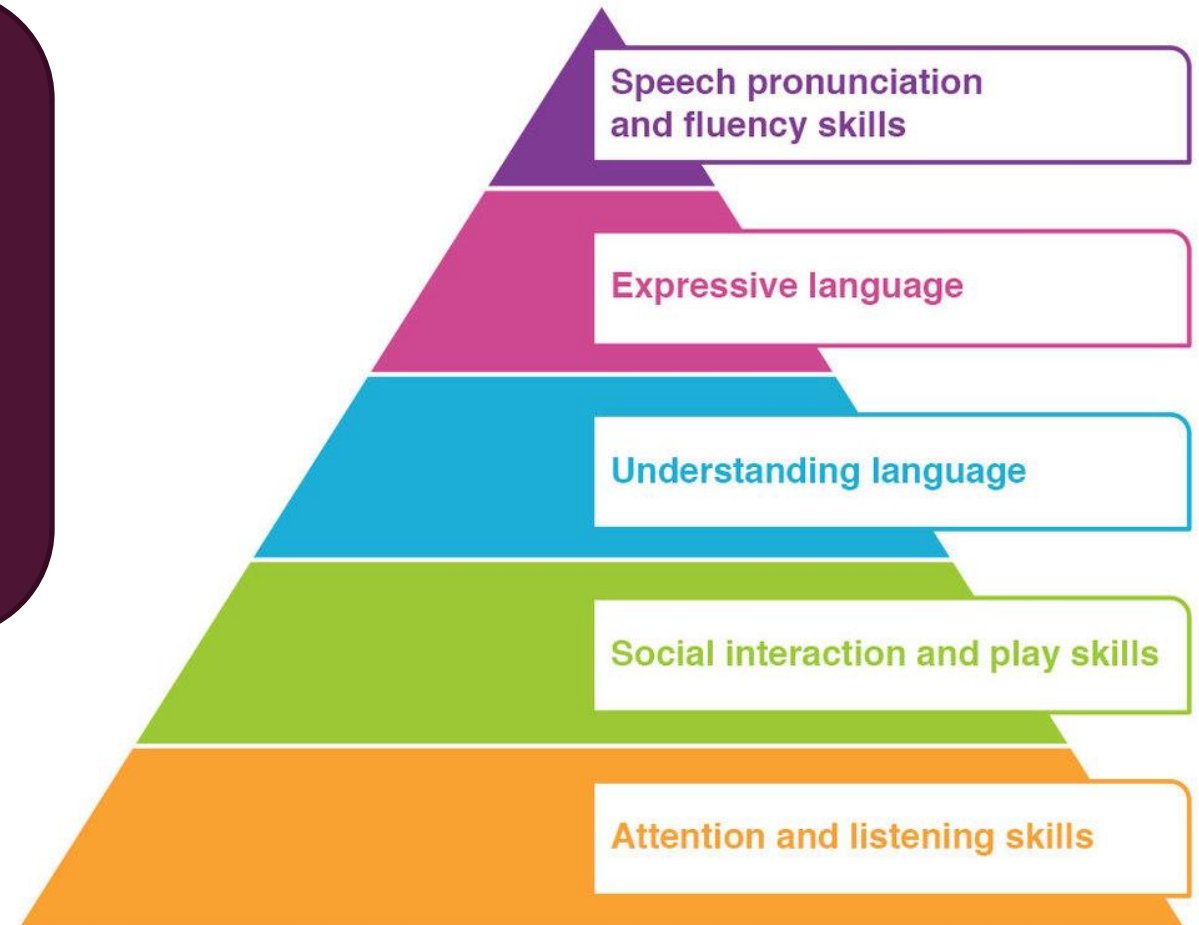 Speech pronunciation
and fluency skills
Expressive language
Understanding language
Social interaction and play skills
Attention and listening skills